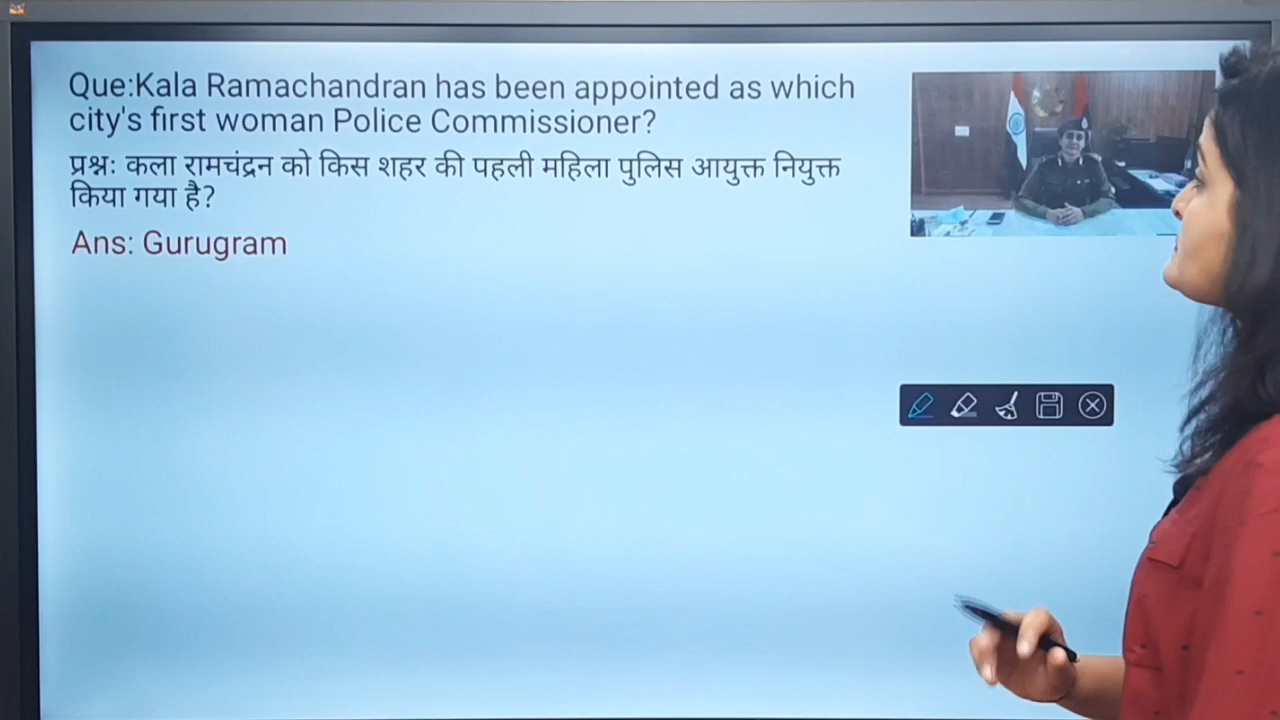 Que:Kala Ramachandran has been appointed as which
city's first woman Police Commissioner?
प्रश्नः कला रामचंद्रन को किस शहर की पहली महिला पुलिस आयुक्त नियुक्त
किया गया है?
Ans: Gurugram